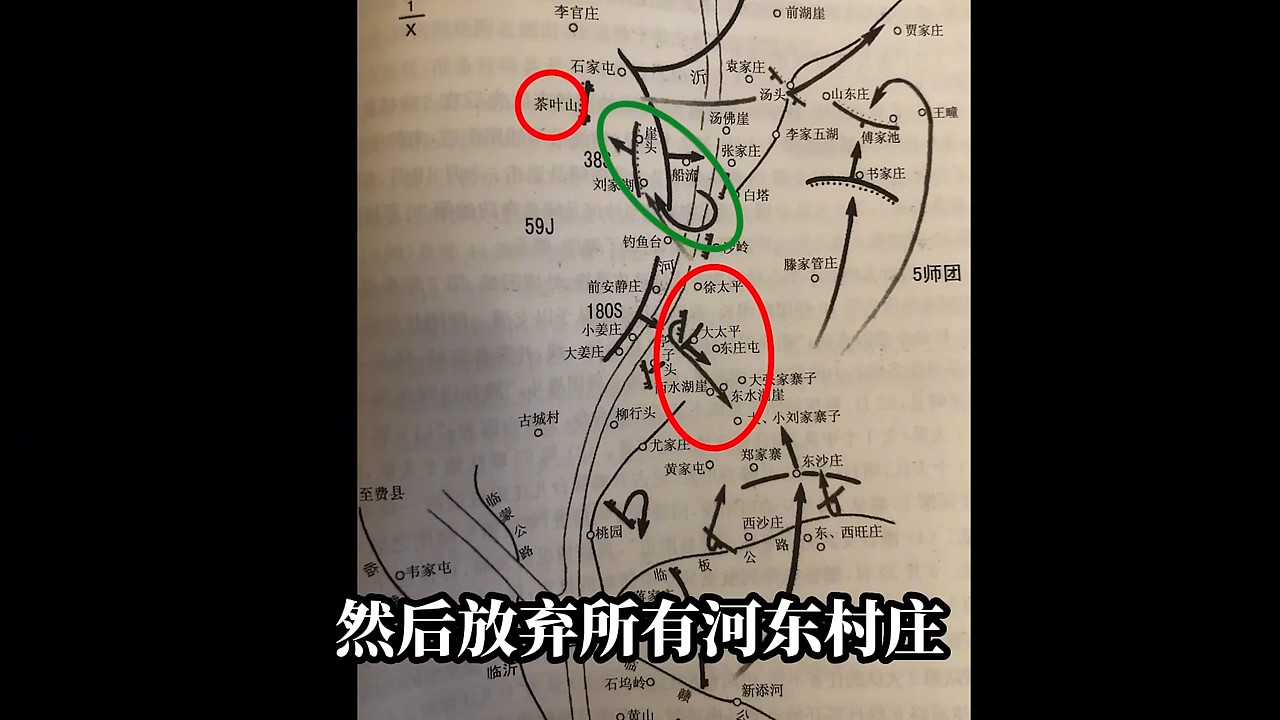 1
X
李官庄
前湖崖
贾家庄
石家屯
沂
袁家庄
茶叶山
汤头
山东庄
王疃
汤佛崖
崖头
李家五湖
傅家池
38S
张家庄
船流
书家庄
刘家湖
白塔
59J
钓鱼台
沙岭
河
滕家管庄
5师团
前安静庄
徐太平
180S
小姜庄
大太平
东庄屯
大姜庄
子头
大张家寨子
西水湖崖
东水湖崖
古城村
柳行头
大、小刘家寨子
尤家庄
郑家寨
东沙庄
黄家屯
至费县
临蒙公路
桃园
西沙庄
东、西旺庄
路
公
板
临
韦家屯
然后放弃所有河东村庄
临沂
临
石坞岭
赣
新添河
黄山
公